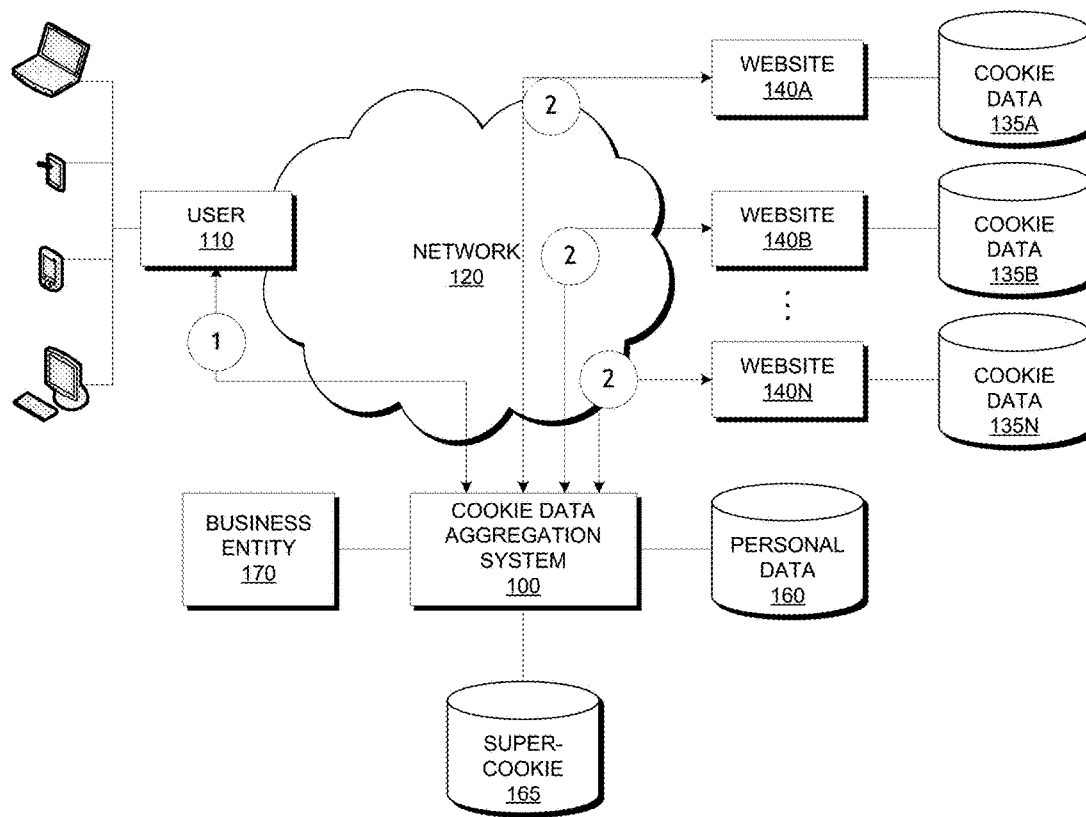 WEBSITE
140A
COOKIE
DATA
135A
2
USER
110
NETWORK
120
2
WEBSITE
140B
COOKIE
DATA
135B
1
2
WEBSITE
140N
COOKIE
DATA
135N
BUSINESS
ENTITY
170
COOKIE DATA
AGGREGATION
SYSTEM
100
PERSONAL
DATA
160
SUPER-
COOKIE
165